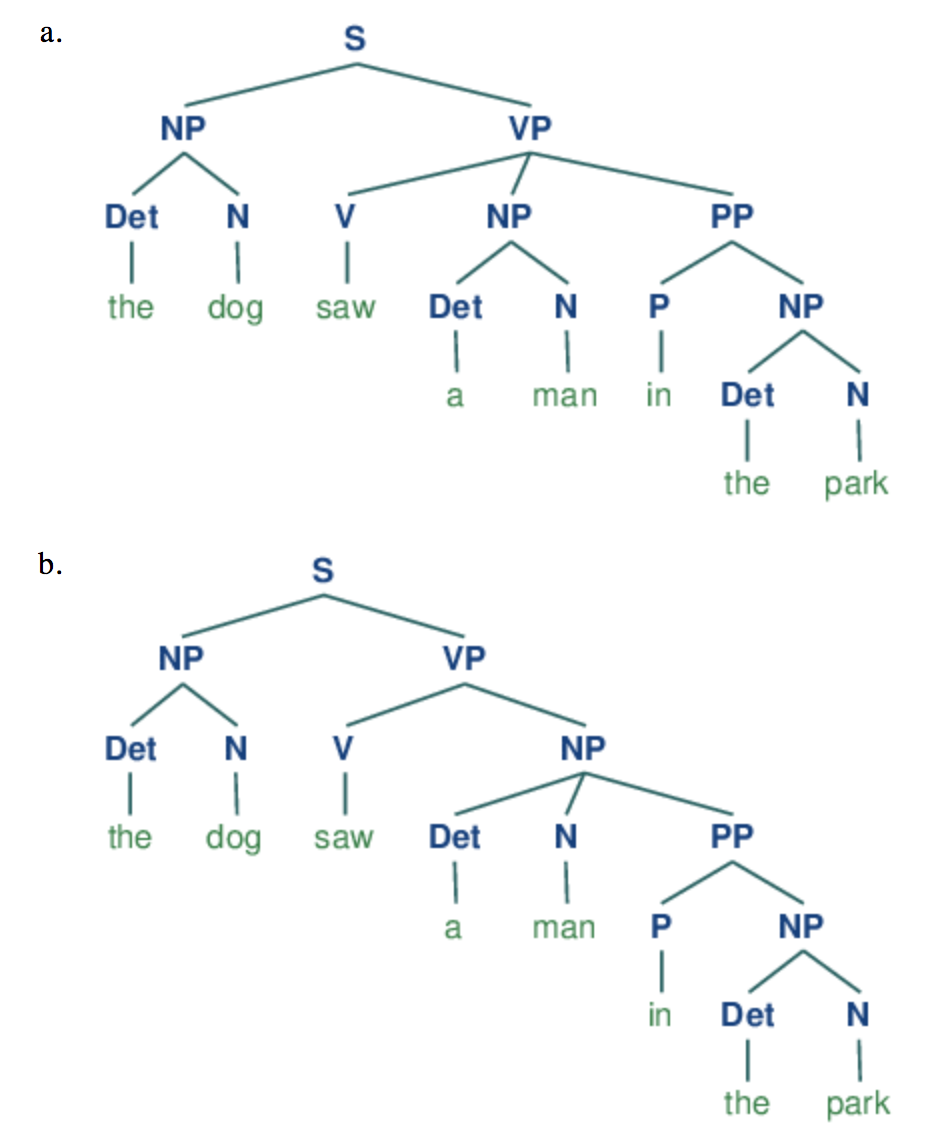 a.
S
NP VP
Det N V NP PP
the dog saw Det N P NP
a man in Det N
the park
b.
S
NP VP
Det N V NP
the dog saw Det N PP
a man P NP
in Det N
the park